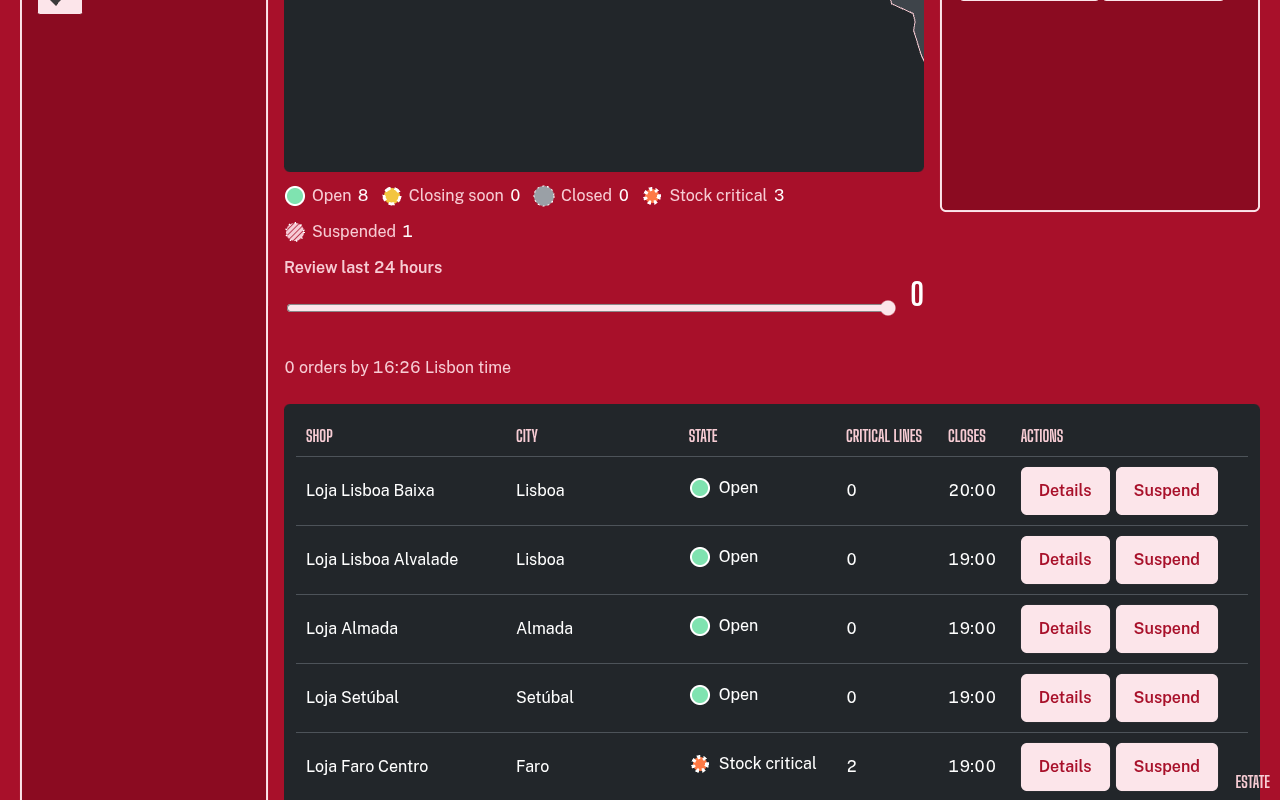 Open 8 Closing soon 0 Closed 0 Stock critical 3
Suspended 1
Review last 24 hours
0
0 orders by 16:26 Lisbon time
SHOP CITY STATE CRITICAL LINES CLOSES ACTIONS
Loja Lisboa Baixa Lisboa Open 0 20:00 Details Suspend
Loja Lisboa Alvalade Lisboa Open 0 19:00 Details Suspend
Loja Almada Almada Open 0 19:00 Details Suspend
Loja Setúbal Setúbal Open 0 19:00 Details Suspend
Loja Faro Centro Faro Stock critical 2 19:00 Details Suspend
ESTATE